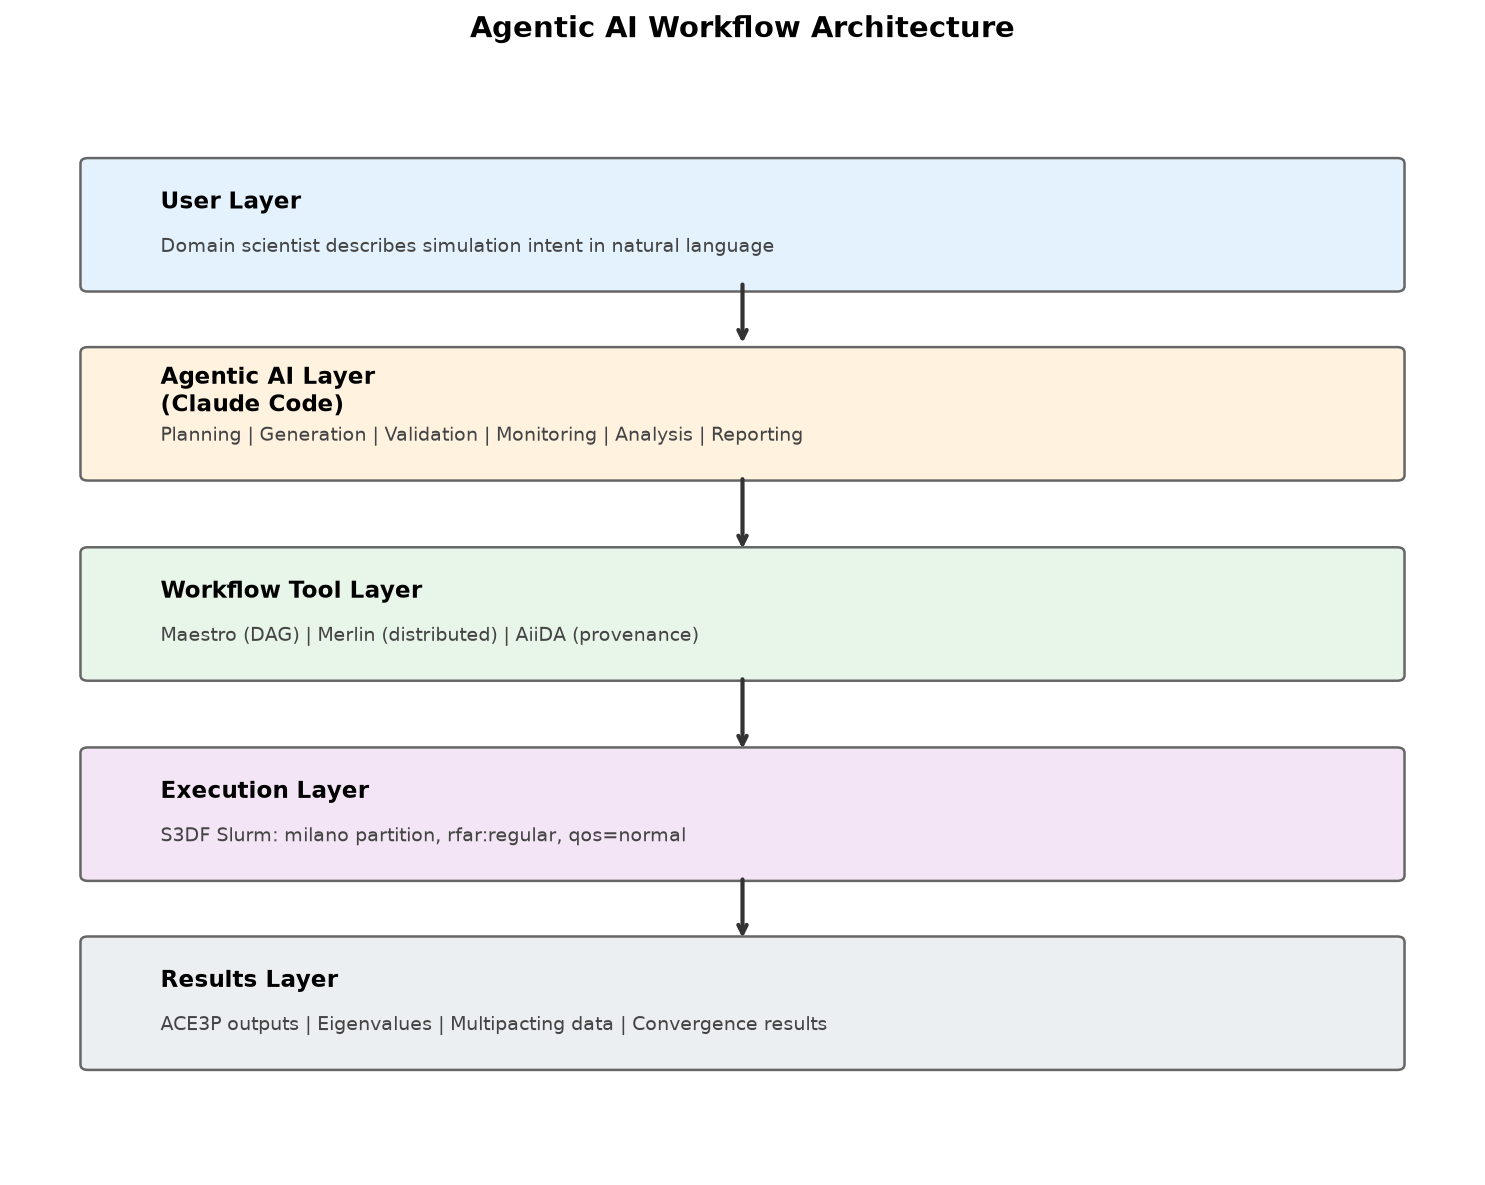 Agentic AI Workflow Architecture
User Layer
Domain scientist describes simulation intent in natural language
Agentic AI Layer
(Claude Code)
Planning | Generation | Validation | Monitoring | Analysis | Reporting
Workflow Tool Layer
Maestro (DAG) | Merlin (distributed) | AiiDA (provenance)
Execution Layer
S3DF Slurm: milano partition, rfar:regular, qos=normal
Results Layer
ACE3P outputs | Eigenvalues | Multipacting data | Convergence results